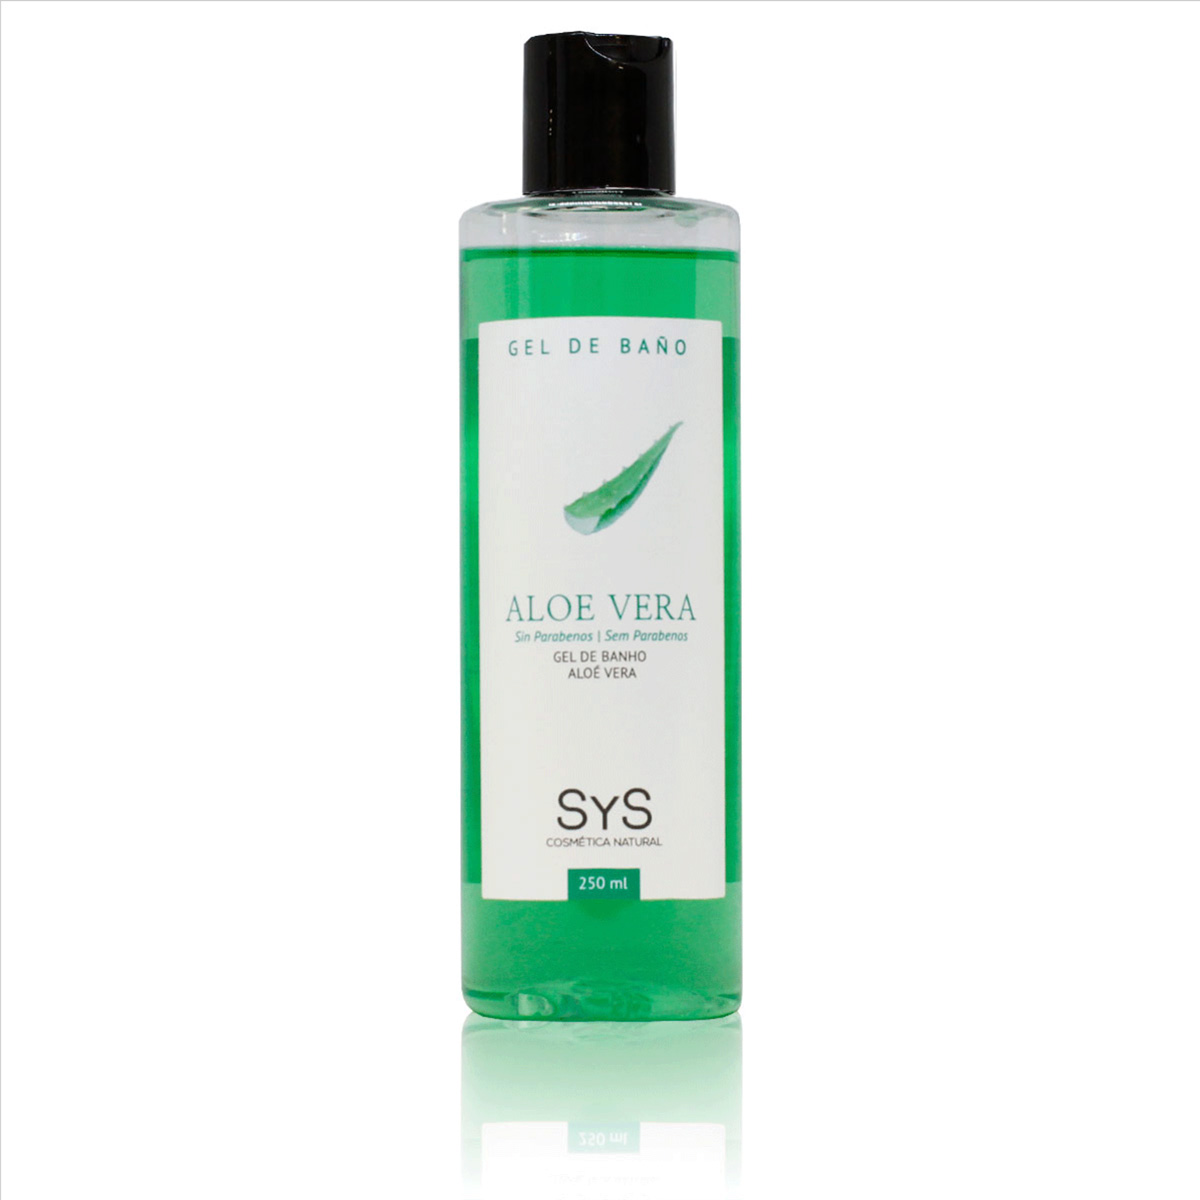 GEL DE BAÑO
ALOE VERA
Sin Parabenos | Sem Parabenos
GEL DE BANHO
ALOÉ VERA
SyS
COSMÉTICA NATURAL
250 ml